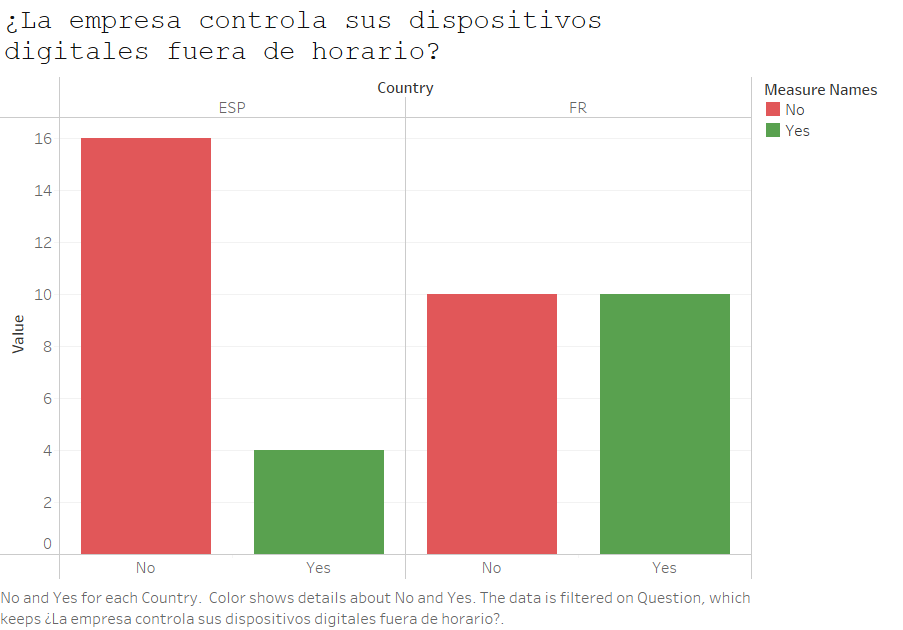 ¿La empresa controla sus dispositivos
digitales fuera de horario?
Country
ESP
FR
Measure Names
No
Yes
Value
16
14
12
10
8
6
4
2
0
No
Yes
No
Yes
No and Yes for each Country.  Color shows details about No and Yes. The data is filtered on Question, which
keeps ¿La empresa controla sus dispositivos digitales fuera de horario?.